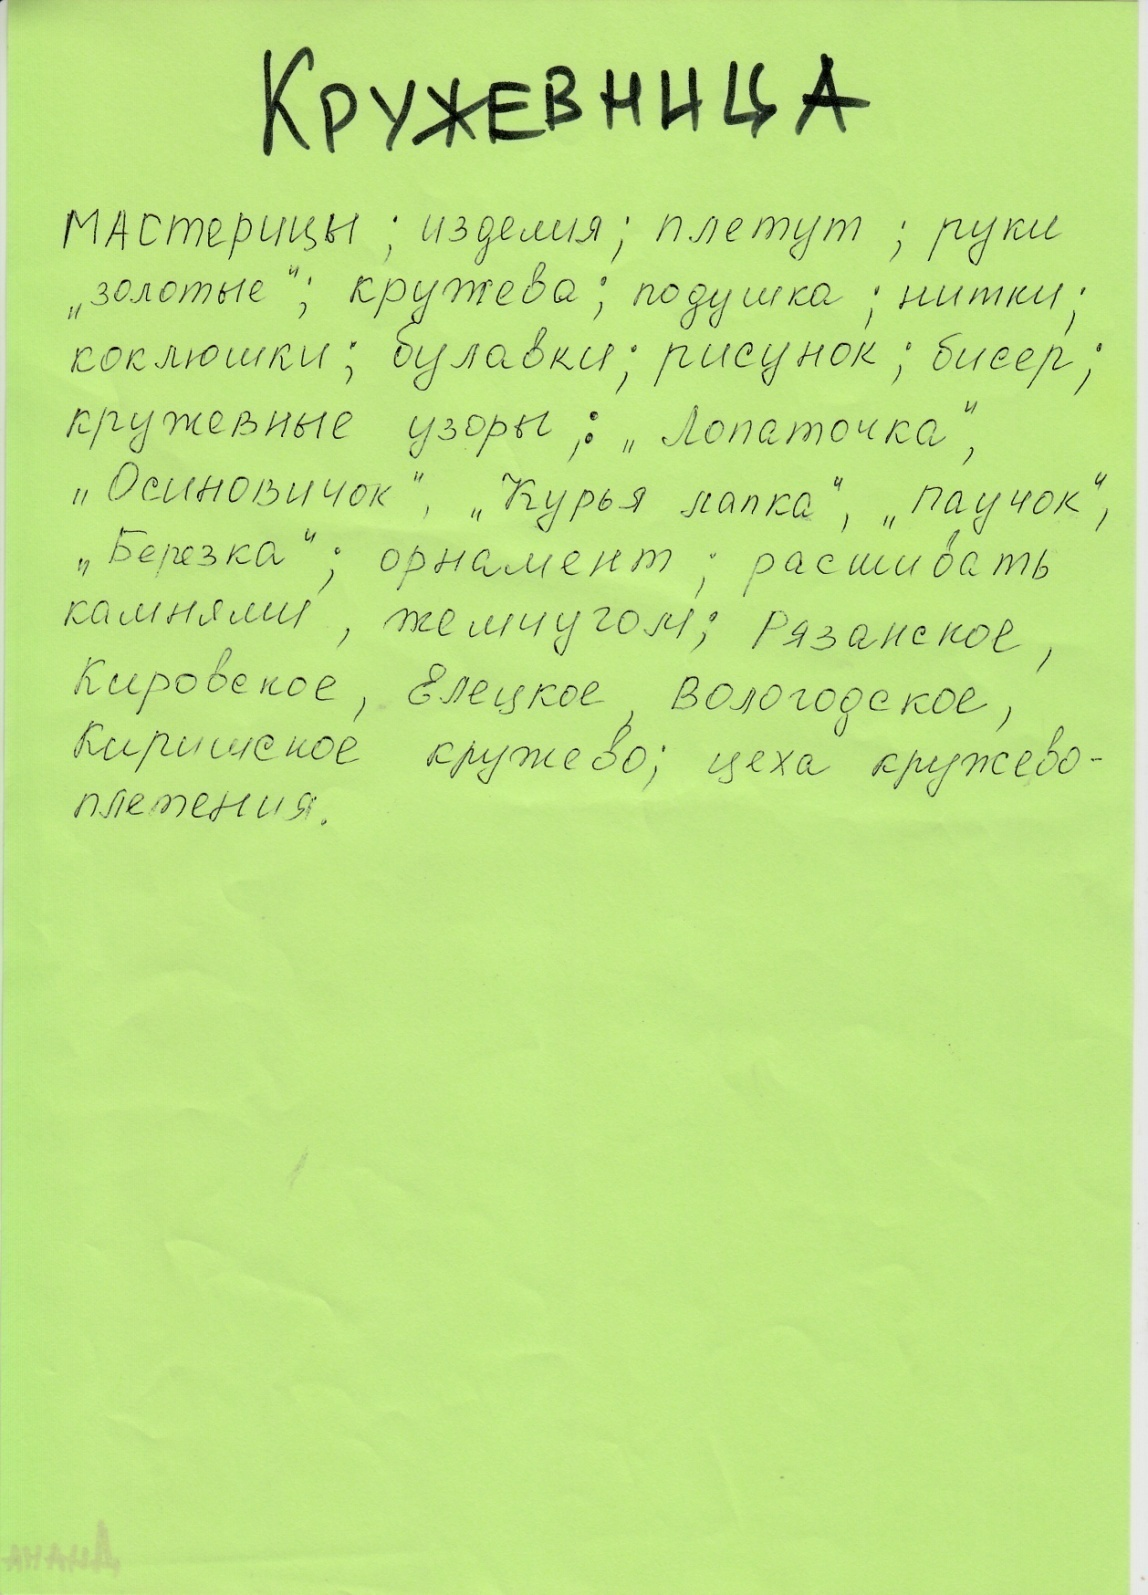 КРУЖЕВНИЦА
МАстерицы ; изделия; плетут ; руки
„золотые“; кружева; подушка ; нитки;
коклюшки; булавки; рисунок ; бисер;
кружевные узоры ;: „Лопаточка“,
„Осиновичок“, „Курья лапка“, „паучок“,
„Березка“; орнамент ; расшивать
камнями, жемчугом; Рязанское,
Кировское, Елецкое, Вологодское,
Киришское кружево; цеха кружево-
плетения.
Диана